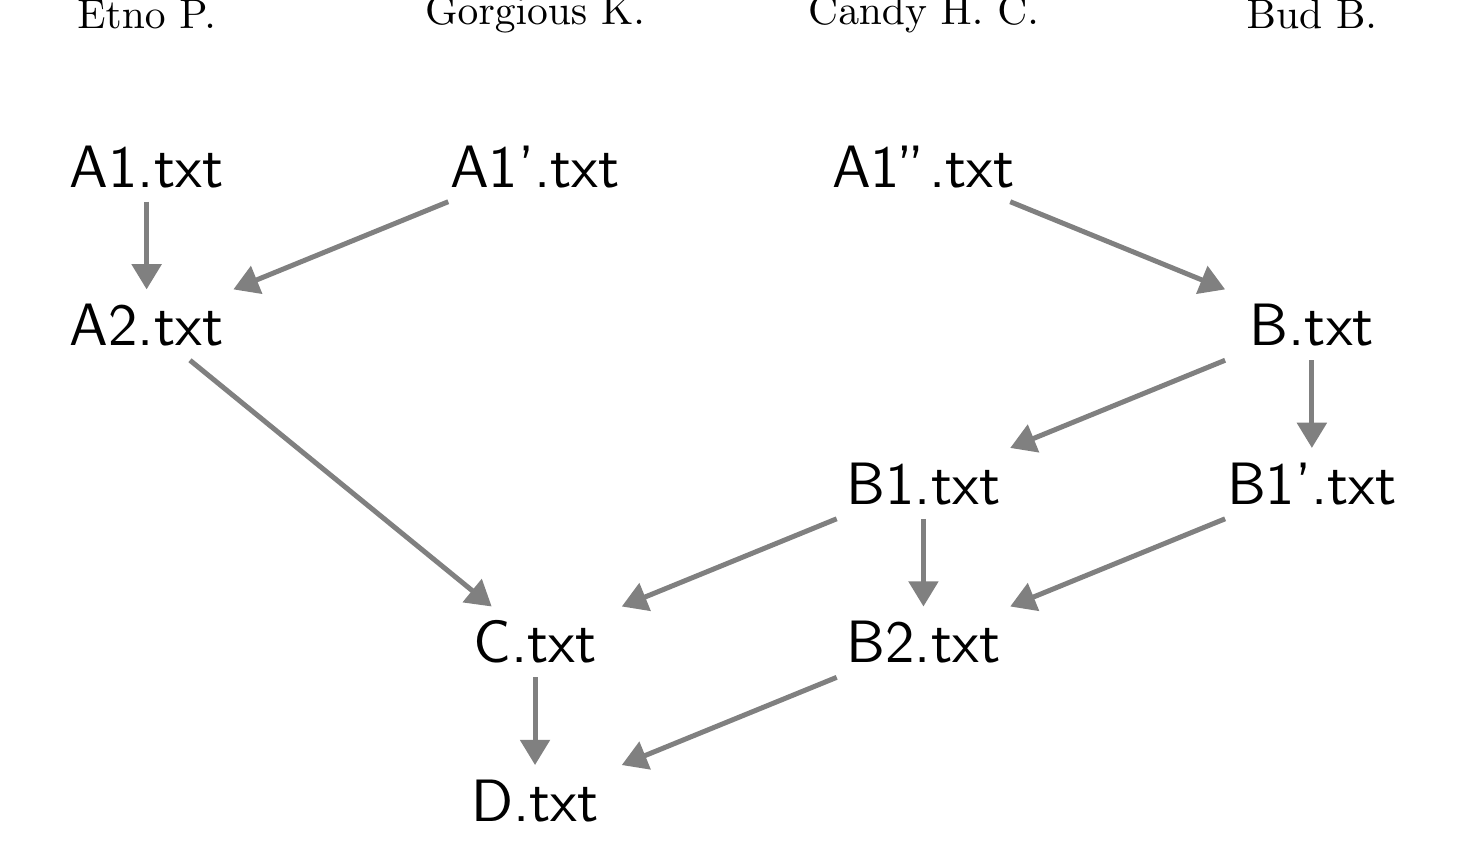 Etno P. Gorgious K. Candy H. C. Bud B.
A1.txt A1'.txt A1”.txt
A2.txt B.txt
B1.txt B1'.txt
C.txt B2.txt
D.txt